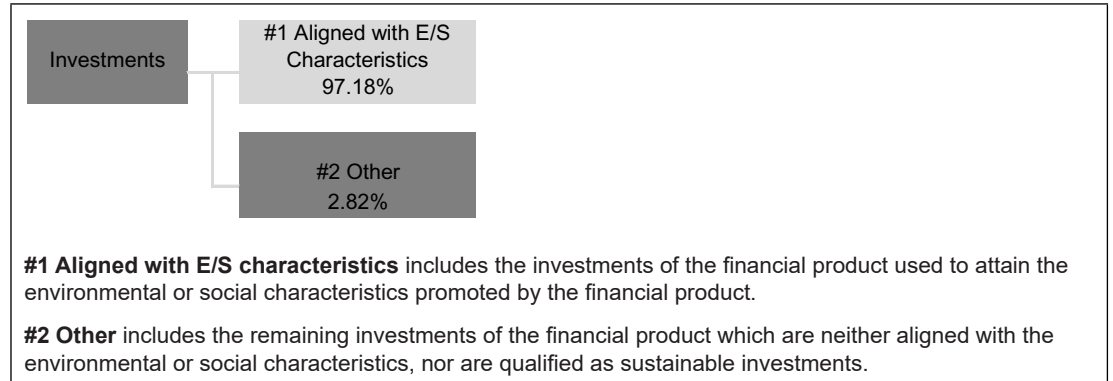 Investments
#1 Aligned with E/S
Characteristics
97.18%
#2 Other
2.82%
#1 Aligned with E/S characteristics includes the investments of the financial product used to attain the
environmental or social characteristics promoted by the financial product.
#2 Other includes the remaining investments of the financial product which are neither aligned with the
environmental or social characteristics, nor are qualified as sustainable investments.